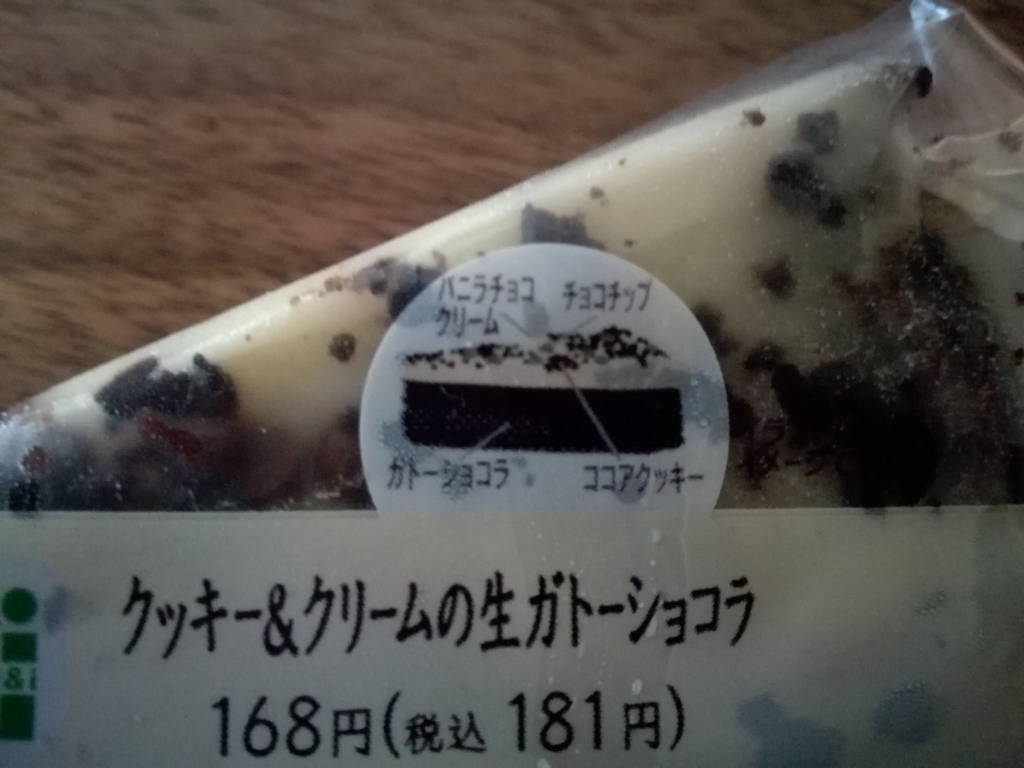 バニラチョコ
クリーム
チョコチップ
ガトーショコラ
ココアクッキー
クッキー&クリームの生ガトーショコラ
&i
168円(税込 181円)